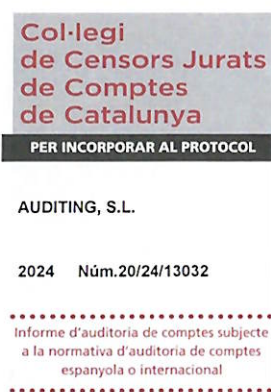 Col·legi
de Censors Jurats
de Comptes
de Catalunya
PER INCORPORAR AL PROTOCOL
AUDITING, S.L.
2024 Núm.20/24/13032
Informe d'auditoria de comptes subjecte
a la normativa d'auditoria de comptes
espanyola o internacional